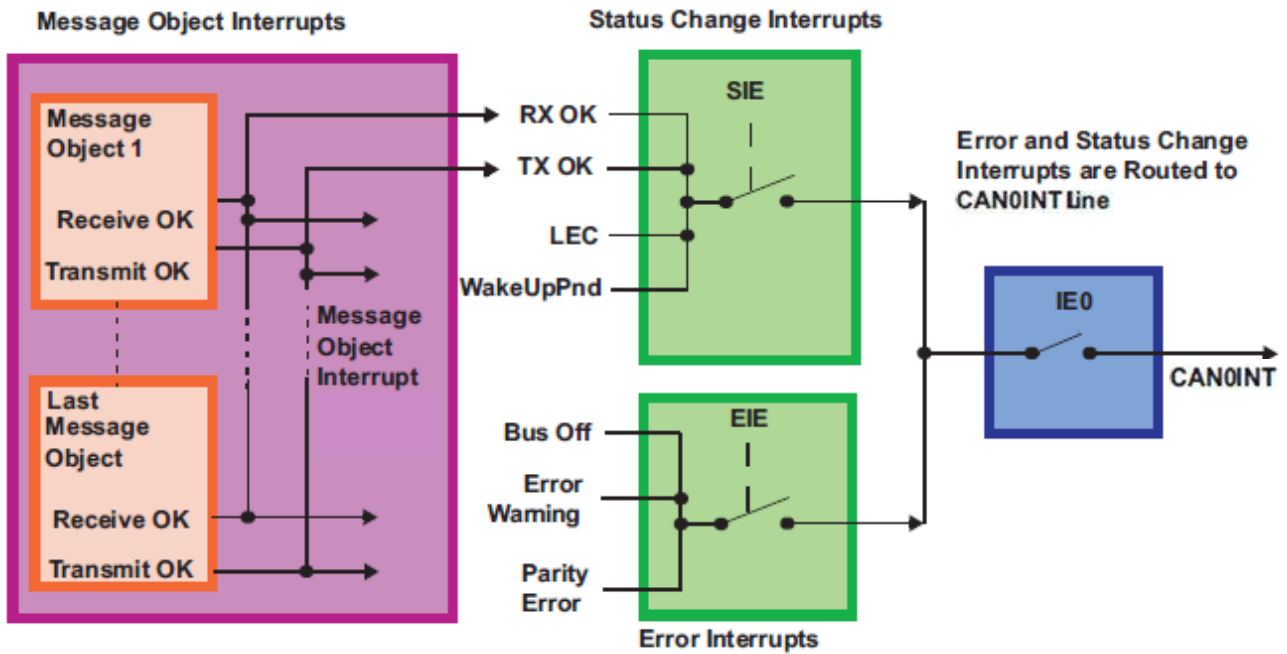 Message Object Interrupts
Status Change Interrupts
Message
Object 1
Receive OK
Transmit OK
Message
Object
Interrupt
Last
Message
Object
Receive OK
Transmit OK
RX OK
TX OK
LEC
WakeUpPnd
SIE
Bus Off
Error
Warning
Parity
Error
EIE
Error Interrupts
Error and Status Change
Interrupts are Routed to
CAN0INT Line
IE0
CAN0INT